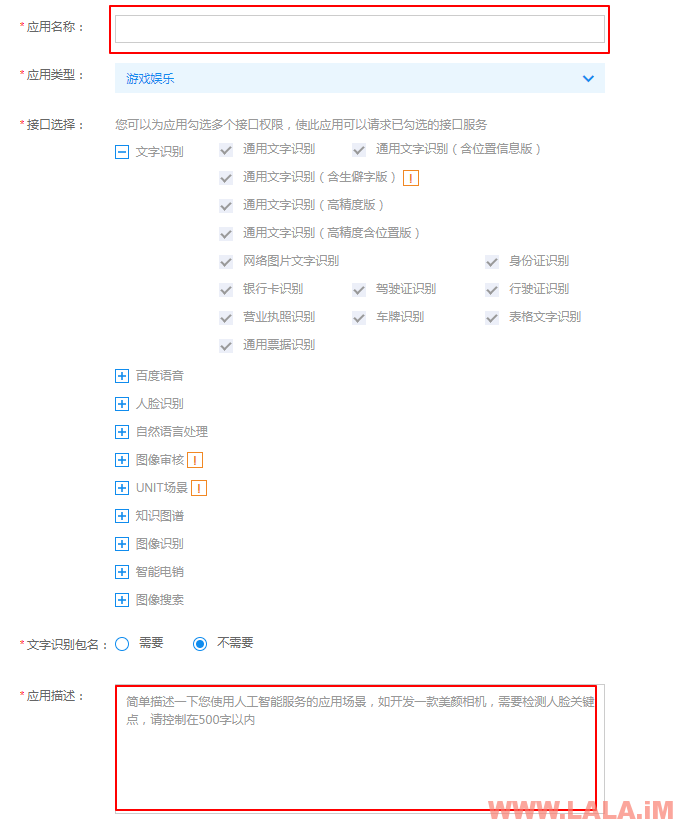 *应用名称：
*应用类型： 游戏娱乐
*接口选择： 您可以为应用勾选多个接口权限，使此应用可以请求已勾选的接口服务
文字识别 通用文字识别 通用文字识别（含位置信息版）
通用文字识别（含生僻字版） !
通用文字识别（高精度版）
通用文字识别（高精度含位置版）
网络图片文字识别 身份证识别
银行卡识别 驾驶证识别 行驶证识别
营业执照识别 车牌识别 表格文字识别
通用票据识别
百度语音
人脸识别
自然语言处理
图像审核 !
UNIT场景 !
知识图谱
图像识别
智能电销
图像搜索
*文字识别包名： 需要 不需要
*应用描述： 简单描述一下您使用人工智能服务的应用场景，如开发一款美颜相机，需要检测人脸关键
点，请控制在500字以内
WWW.LALA.iM